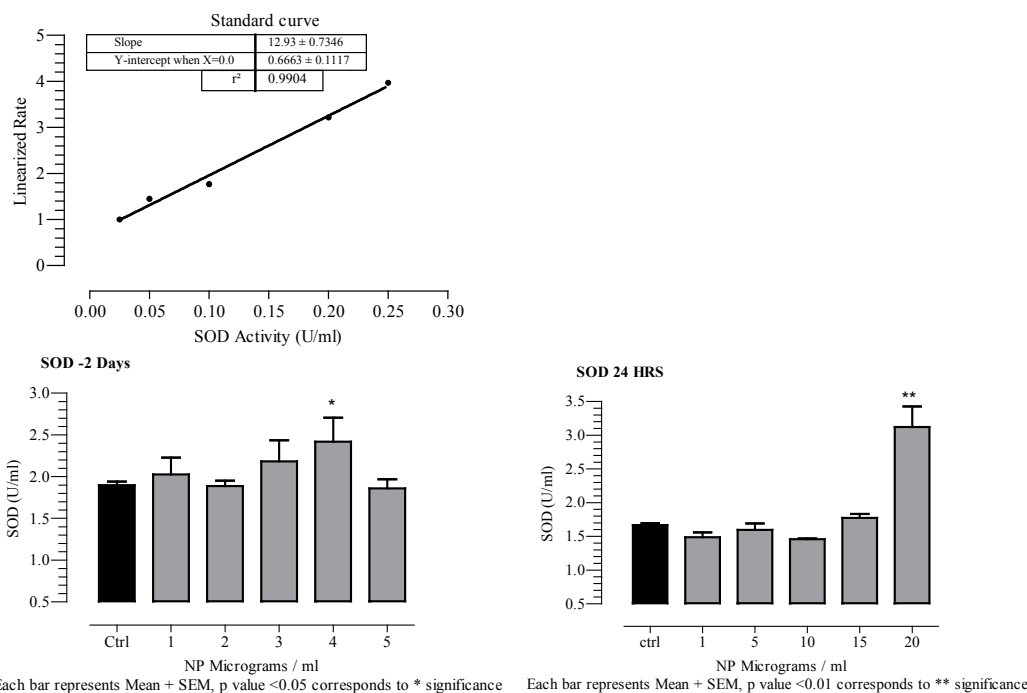 Standard curve
Slope 12.93 ± 0.7346
Y-intercept when X=0.0 0.6663 ± 0.1117
r² 0.9904
5
4
3
2
1
0
Linearized Rate
0.00 0.05 0.10 0.15 0.20 0.25 0.30
SOD Activity (U/ml)
SOD -2 Days
3.0
2.5
2.0
1.5
1.0
0.5
SOD (U/ml)
*
Ctrl 1 2 3 4 5
NP Micrograms / ml
Each bar represents Mean + SEM, p value <0.05 corresponds to * significance
SOD 24 HRS
3.5
3.0
2.5
2.0
1.5
1.0
0.5
SOD (U/ml)
**
ctrl 1 5 10 15 20
NP Micrograms / ml
Each bar represents Mean + SEM, p value <0.01 corresponds to ** significance